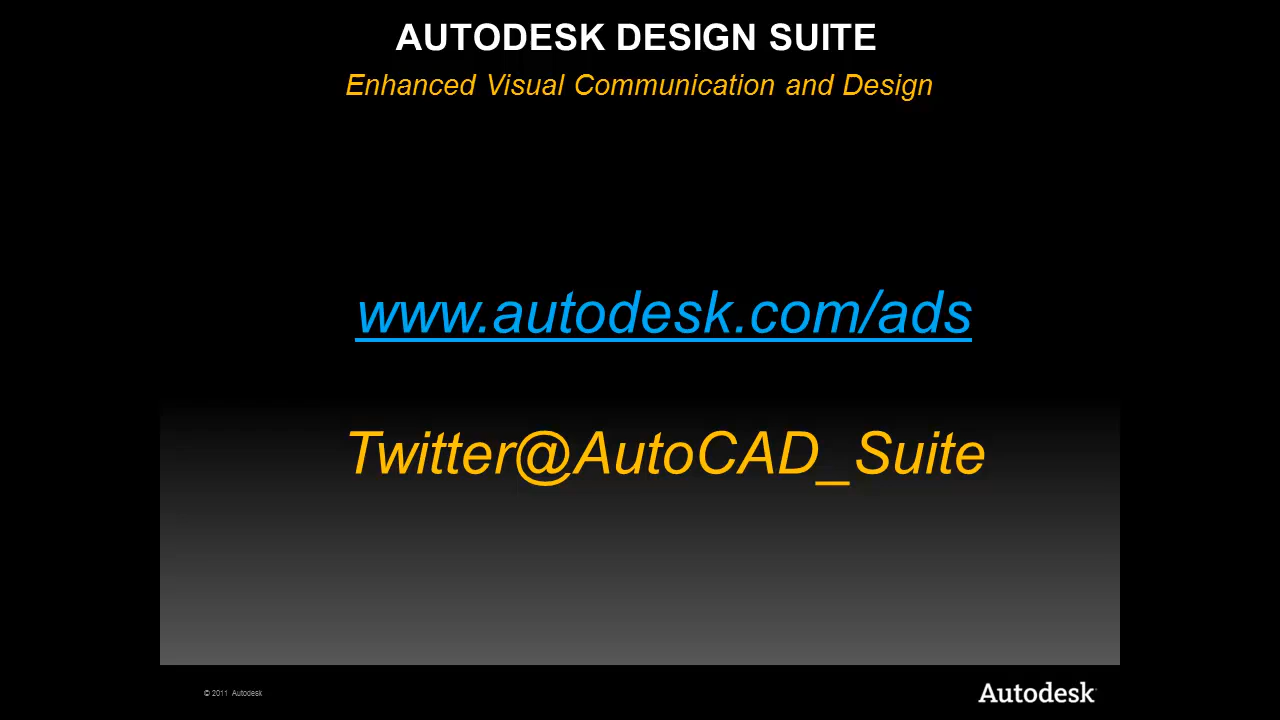 AUTODESK DESIGN SUITE
Enhanced Visual Communication and Design
www.autodesk.com/ads
Twitter@AutoCAD_Suite
© 2011 Autodesk
Autodesk